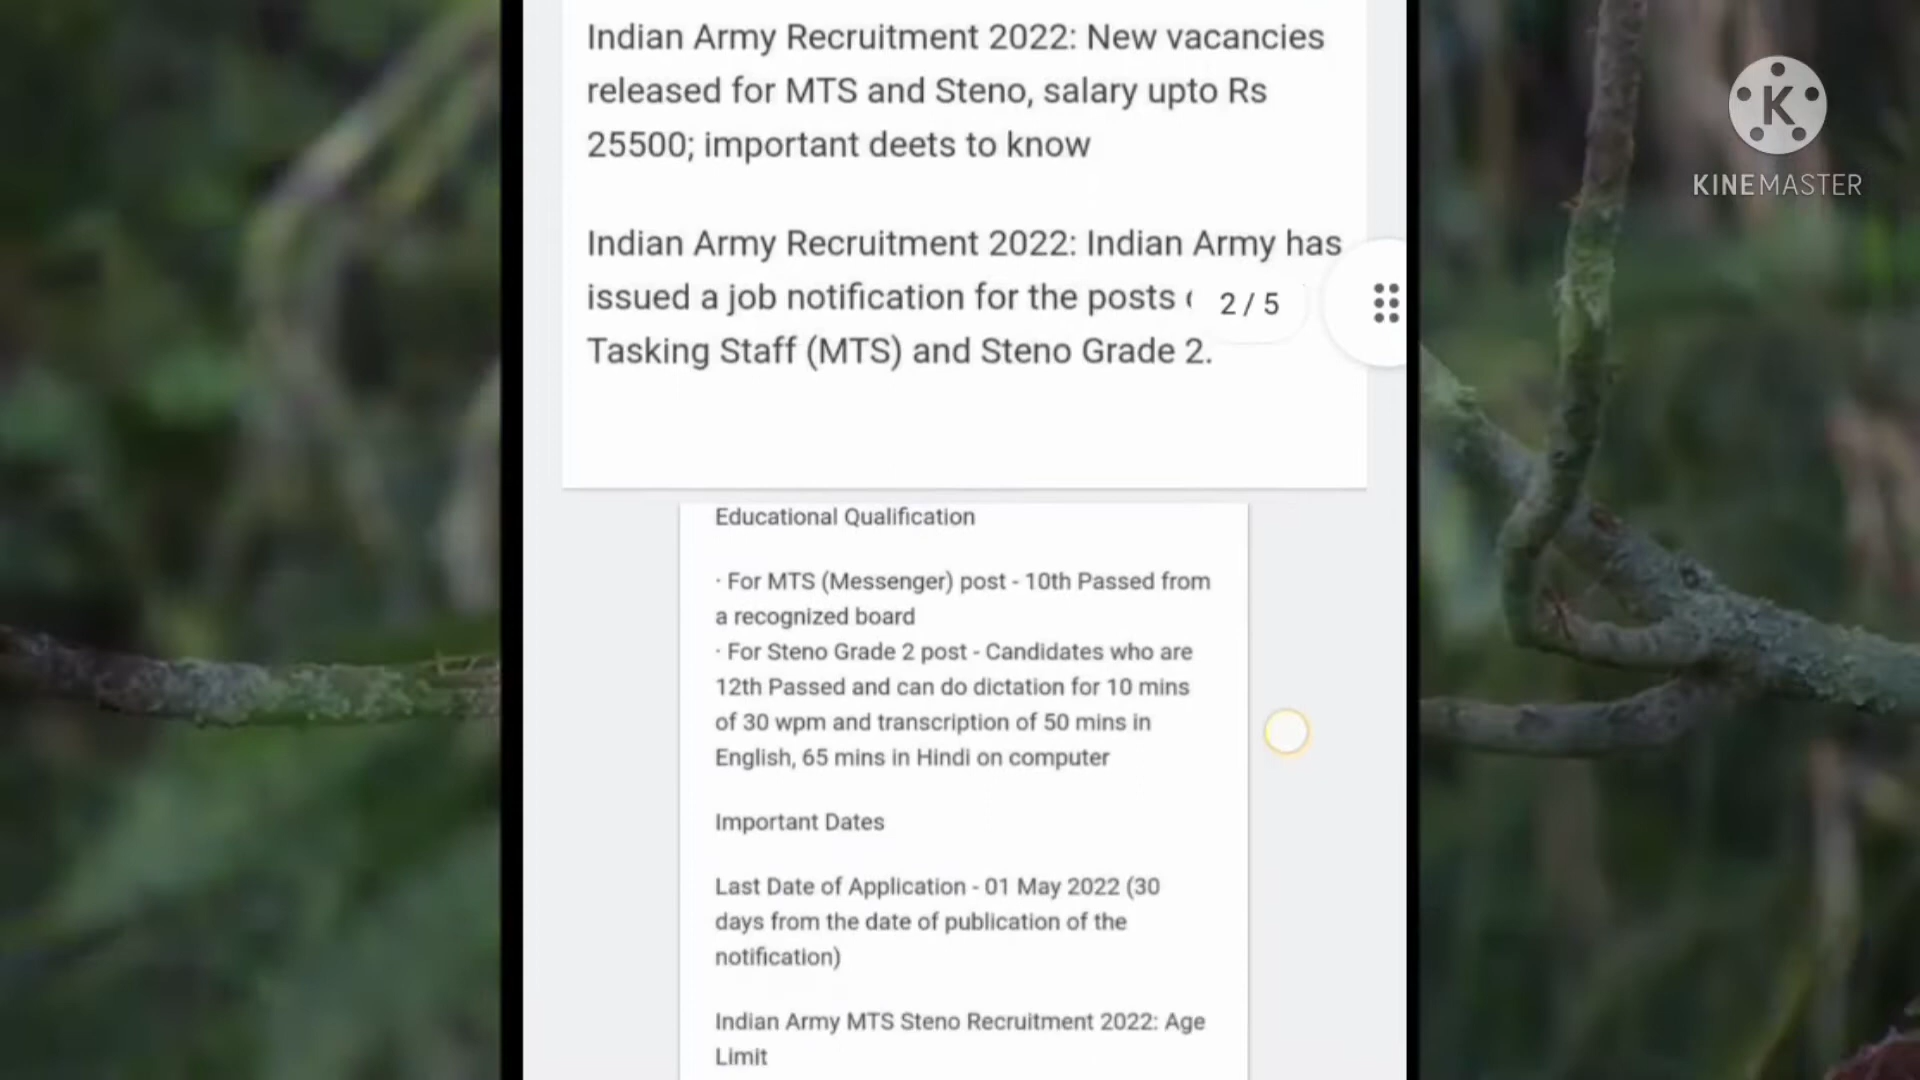 Indian Army Recruitment 2022: New vacancies
released for MTS and Steno, salary upto Rs
25500; important deets to know
Indian Army Recruitment 2022: Indian Army has
issued a job notification for the posts
2 / 5
Tasking Staff (MTS) and Steno Grade 2.
Educational Qualification
· For MTS (Messenger) post - 10th Passed from
a recognized board
· For Steno Grade 2 post - Candidates who are
12th Passed and can do dictation for 10 mins
of 30 wpm and transcription of 50 mins in
English, 65 mins in Hindi on computer
Important Dates
Last Date of Application - 01 May 2022 (30
days from the date of publication of the
notification)
Indian Army MTS Steno Recruitment 2022: Age
Limit
K
KINEMASTER